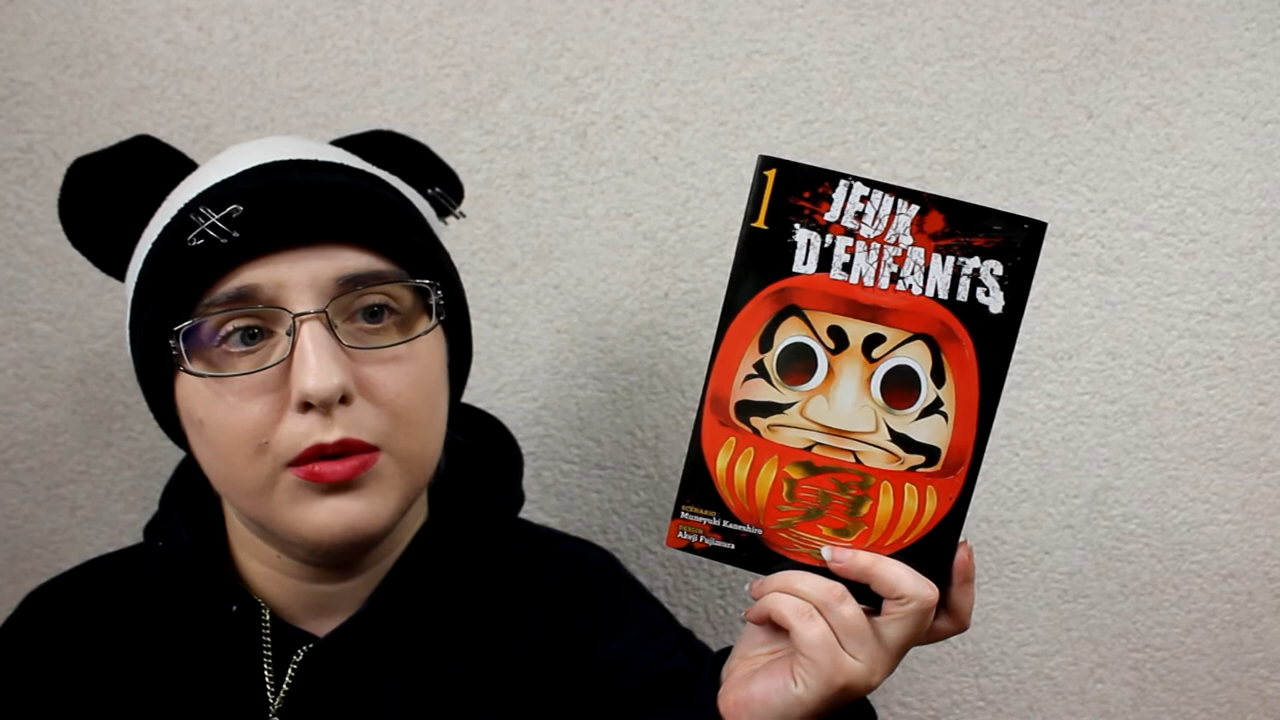 1
JEUX
D'ENFANTS
SCÉNARIO
Muneyuki Kaneshiro
DESSIN
Akeji Fujimura